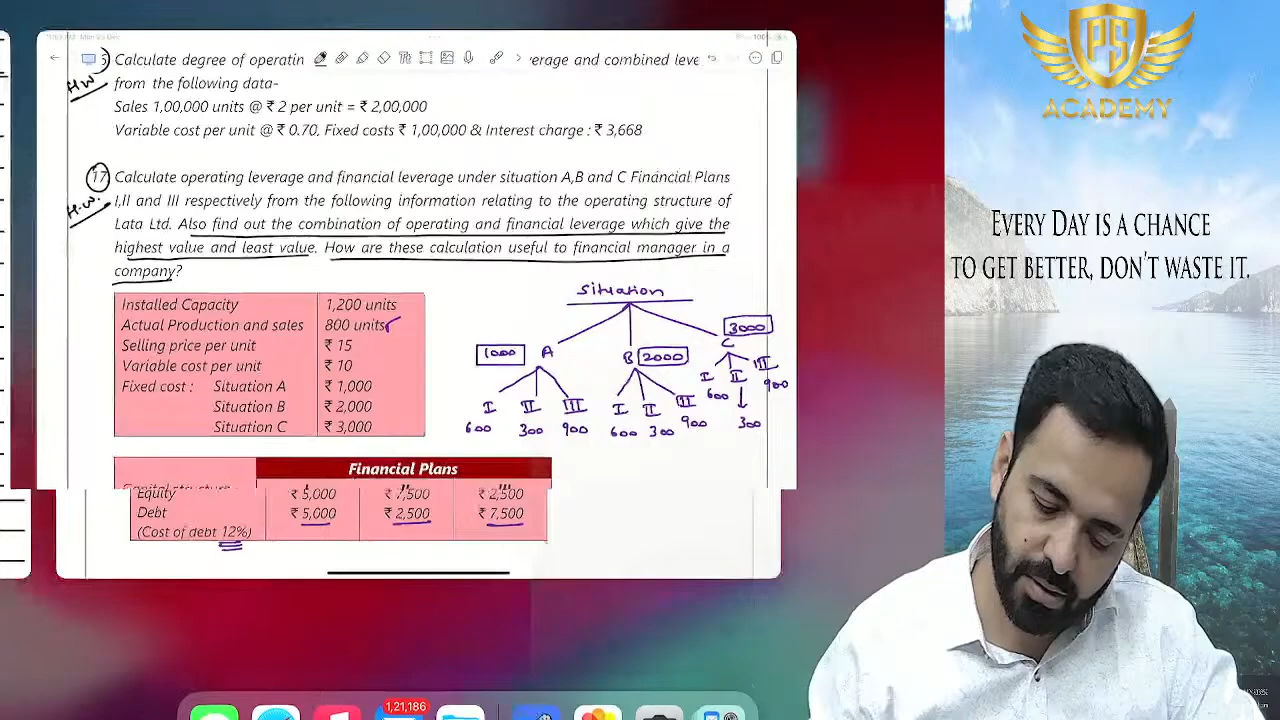 100%
5) Calculate degree of operatin erage and combined leve
HW from the following data-
Sales 1,00,000 units @ ₹ 2 per unit = ₹ 2,00,000
Variable cost per unit @ ₹ 0.70, Fixed costs ₹ 1,00,000 & Interest charge : ₹ 3,668
17 Calculate operating leverage and financial leverage under situation A,B and C Financial Plans
H.W. I,II and III respectively from the following information relating to the operating structure of
Lata Ltd. Also find out the combination of operating and financial leverage which give the
highest value and least value. How are these calculation useful to financial manager in a
company?
Installed Capacity 1,200 units
Actual Production and sales 800 units
Selling price per unit ₹ 15
Variable cost per unit ₹ 10
Fixed cost : Situation A ₹ 1,000
Situation B ₹ 2,000
Situation C ₹ 3,000
Situation
1000 A B 2000 3000 C
I II III I II III I II III
600 300 900 600 300 900 600 300 900
Financial Plans
Capital structure I II III
Equity ₹ 5,000 ₹ 7,500 ₹ 2,500
Debt ₹ 5,000 ₹ 2,500 ₹ 7,500
(Cost of debt 12%)
1,21,186
PS
ACADEMY
EVERY DAY IS A CHANCE
TO GET BETTER, DON'T WASTE IT.